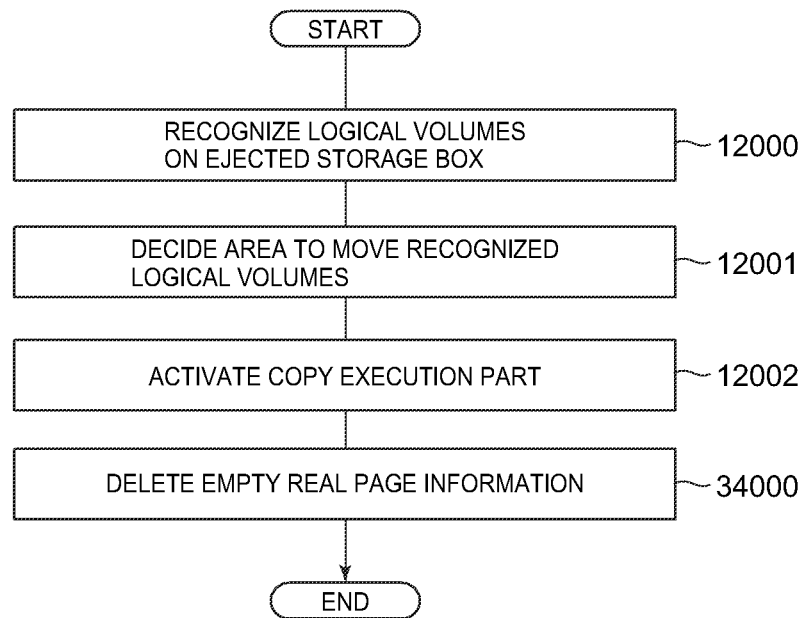 START
RECOGNIZE LOGICAL VOLUMES
ON EJECTED STORAGE BOX
12000
DECIDE AREA TO MOVE RECOGNIZED
LOGICAL VOLUMES
12001
ACTIVATE COPY EXECUTION PART
12002
DELETE EMPTY REAL PAGE INFORMATION
34000
END